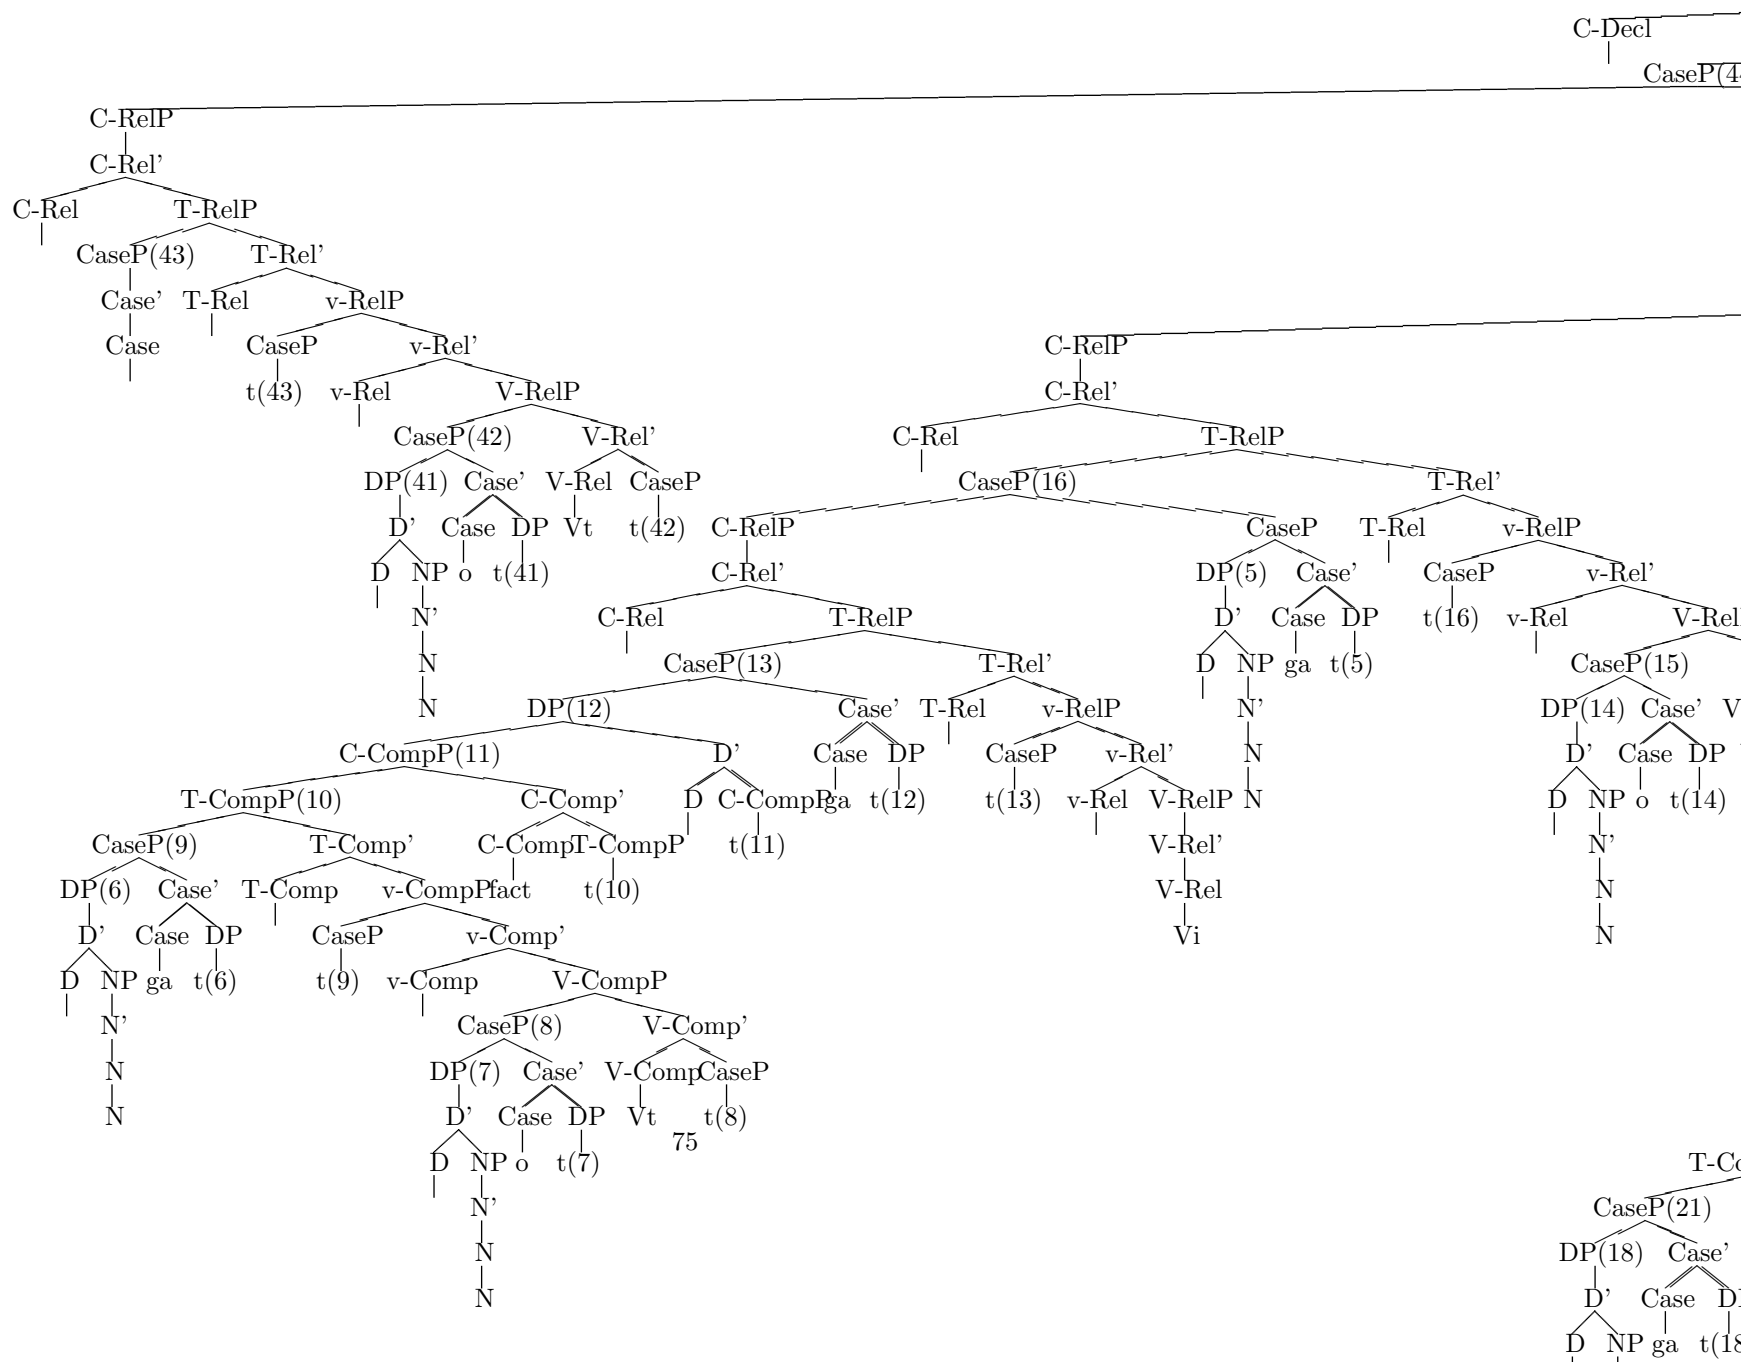 C-Decl
CaseP(4
C-RelP
C-Rel'
C-Rel T-RelP
CaseP(43) T-Rel'
Case' T-Rel v-RelP
Case CaseP v-Rel' C-RelP
t(43) v-Rel V-RelP C-Rel'
CaseP(42) V-Rel' C-Rel T-RelP
DP(41) Case' V-Rel CaseP CaseP(16) T-Rel'
D' Case DP Vt t(42) C-RelP CaseP T-Rel v-RelP
D NP o t(41) C-Rel' DP(5) Case' CaseP v-Rel'
N' C-Rel T-RelP D' Case DP t(16) v-Rel V-Rel
N CaseP(13) T-Rel' D NP ga t(5) CaseP(15)
N DP(12) Case' T-Rel v-RelP N' DP(14) Case' V
C-CompP(11) D' Case DP CaseP v-Rel' N D' Case DP
T-CompP(10) C-Comp' D C-CompP ga t(12) t(13) v-Rel V-RelP N D NP o t(14)
CaseP(9) T-Comp' C-Comp T-CompP t(11) V-Rel' N'
DP(6) Case' T-Comp v-CompP fact t(10) V-Rel N
D' Case DP CaseP v-Comp' Vi N
D NP ga t(6) t(9) v-Comp V-CompP
N' CaseP(8) V-Comp'
N DP(7) Case' V-Comp CaseP
N D' Case DP Vt t(8)
75
D NP o t(7) T-Co
N' CaseP(21)
N DP(18) Case'
N D' Case D
D NP ga t(18